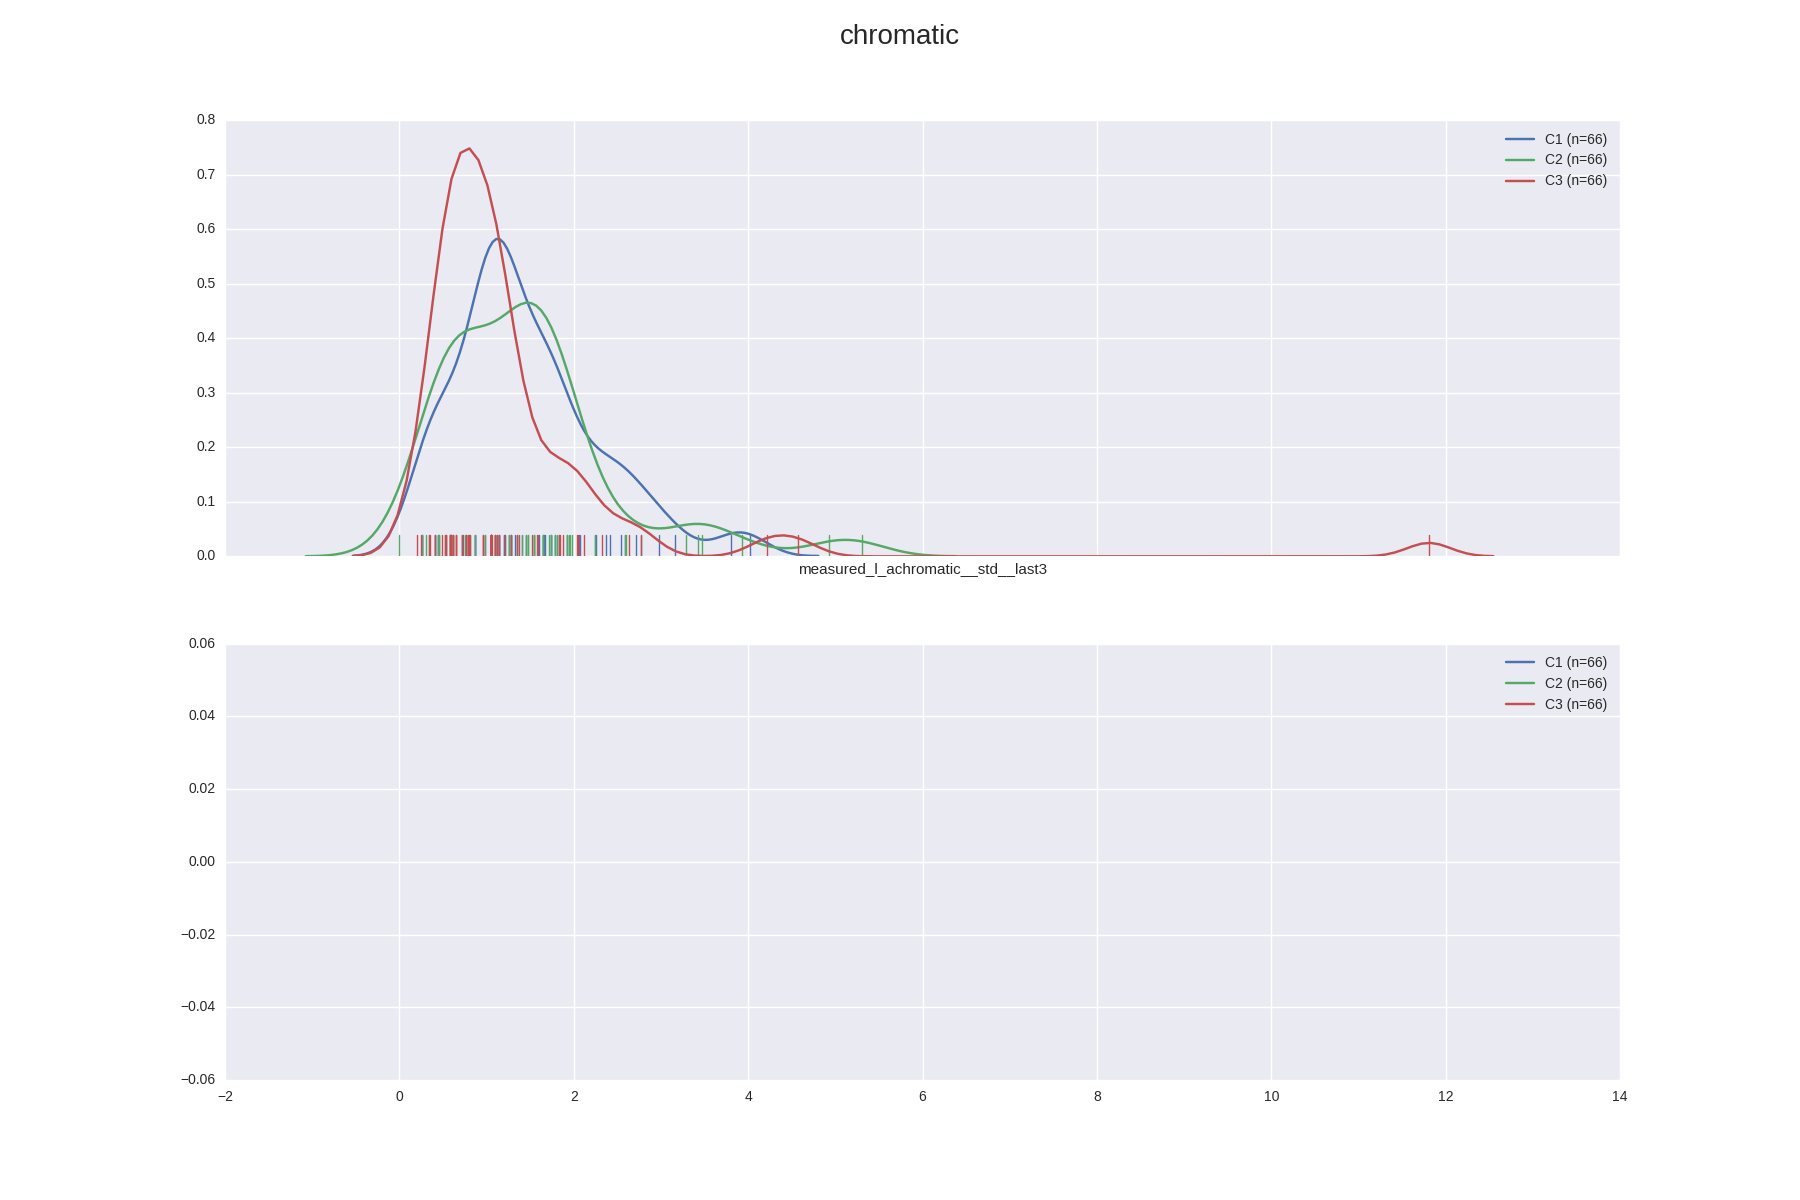 chromatic
0.8
0.7
0.6
0.5
0.4
0.3
0.2
0.1
0.0
C1 (n=66)
C2 (n=66)
C3 (n=66)
measured_l_achromatic__std__last3
0.06
0.04
0.02
0.00
−0.02
−0.04
−0.06
C1 (n=66)
C2 (n=66)
C3 (n=66)
−2 0 2 4 6 8 10 12 14